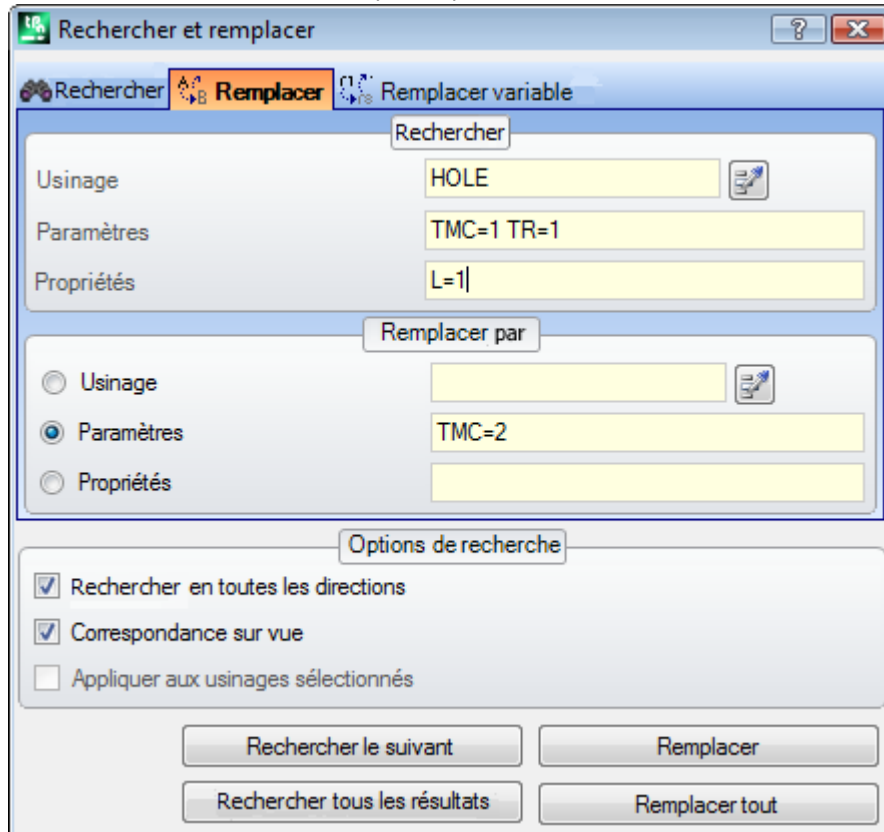 Rechercher et remplacer
Rechercher Remplacer Remplacer variable
Rechercher
Usinage HOLE
Paramètres TMC=1 TR=1
Propriétés L=1
Remplacer par
Usinage
Paramètres TMC=2
Propriétés
Options de recherche
Rechercher en toutes les directions
Correspondance sur vue
Appliquer aux usinages sélectionnés
Rechercher le suivant Remplacer
Rechercher tous les résultats Remplacer tout